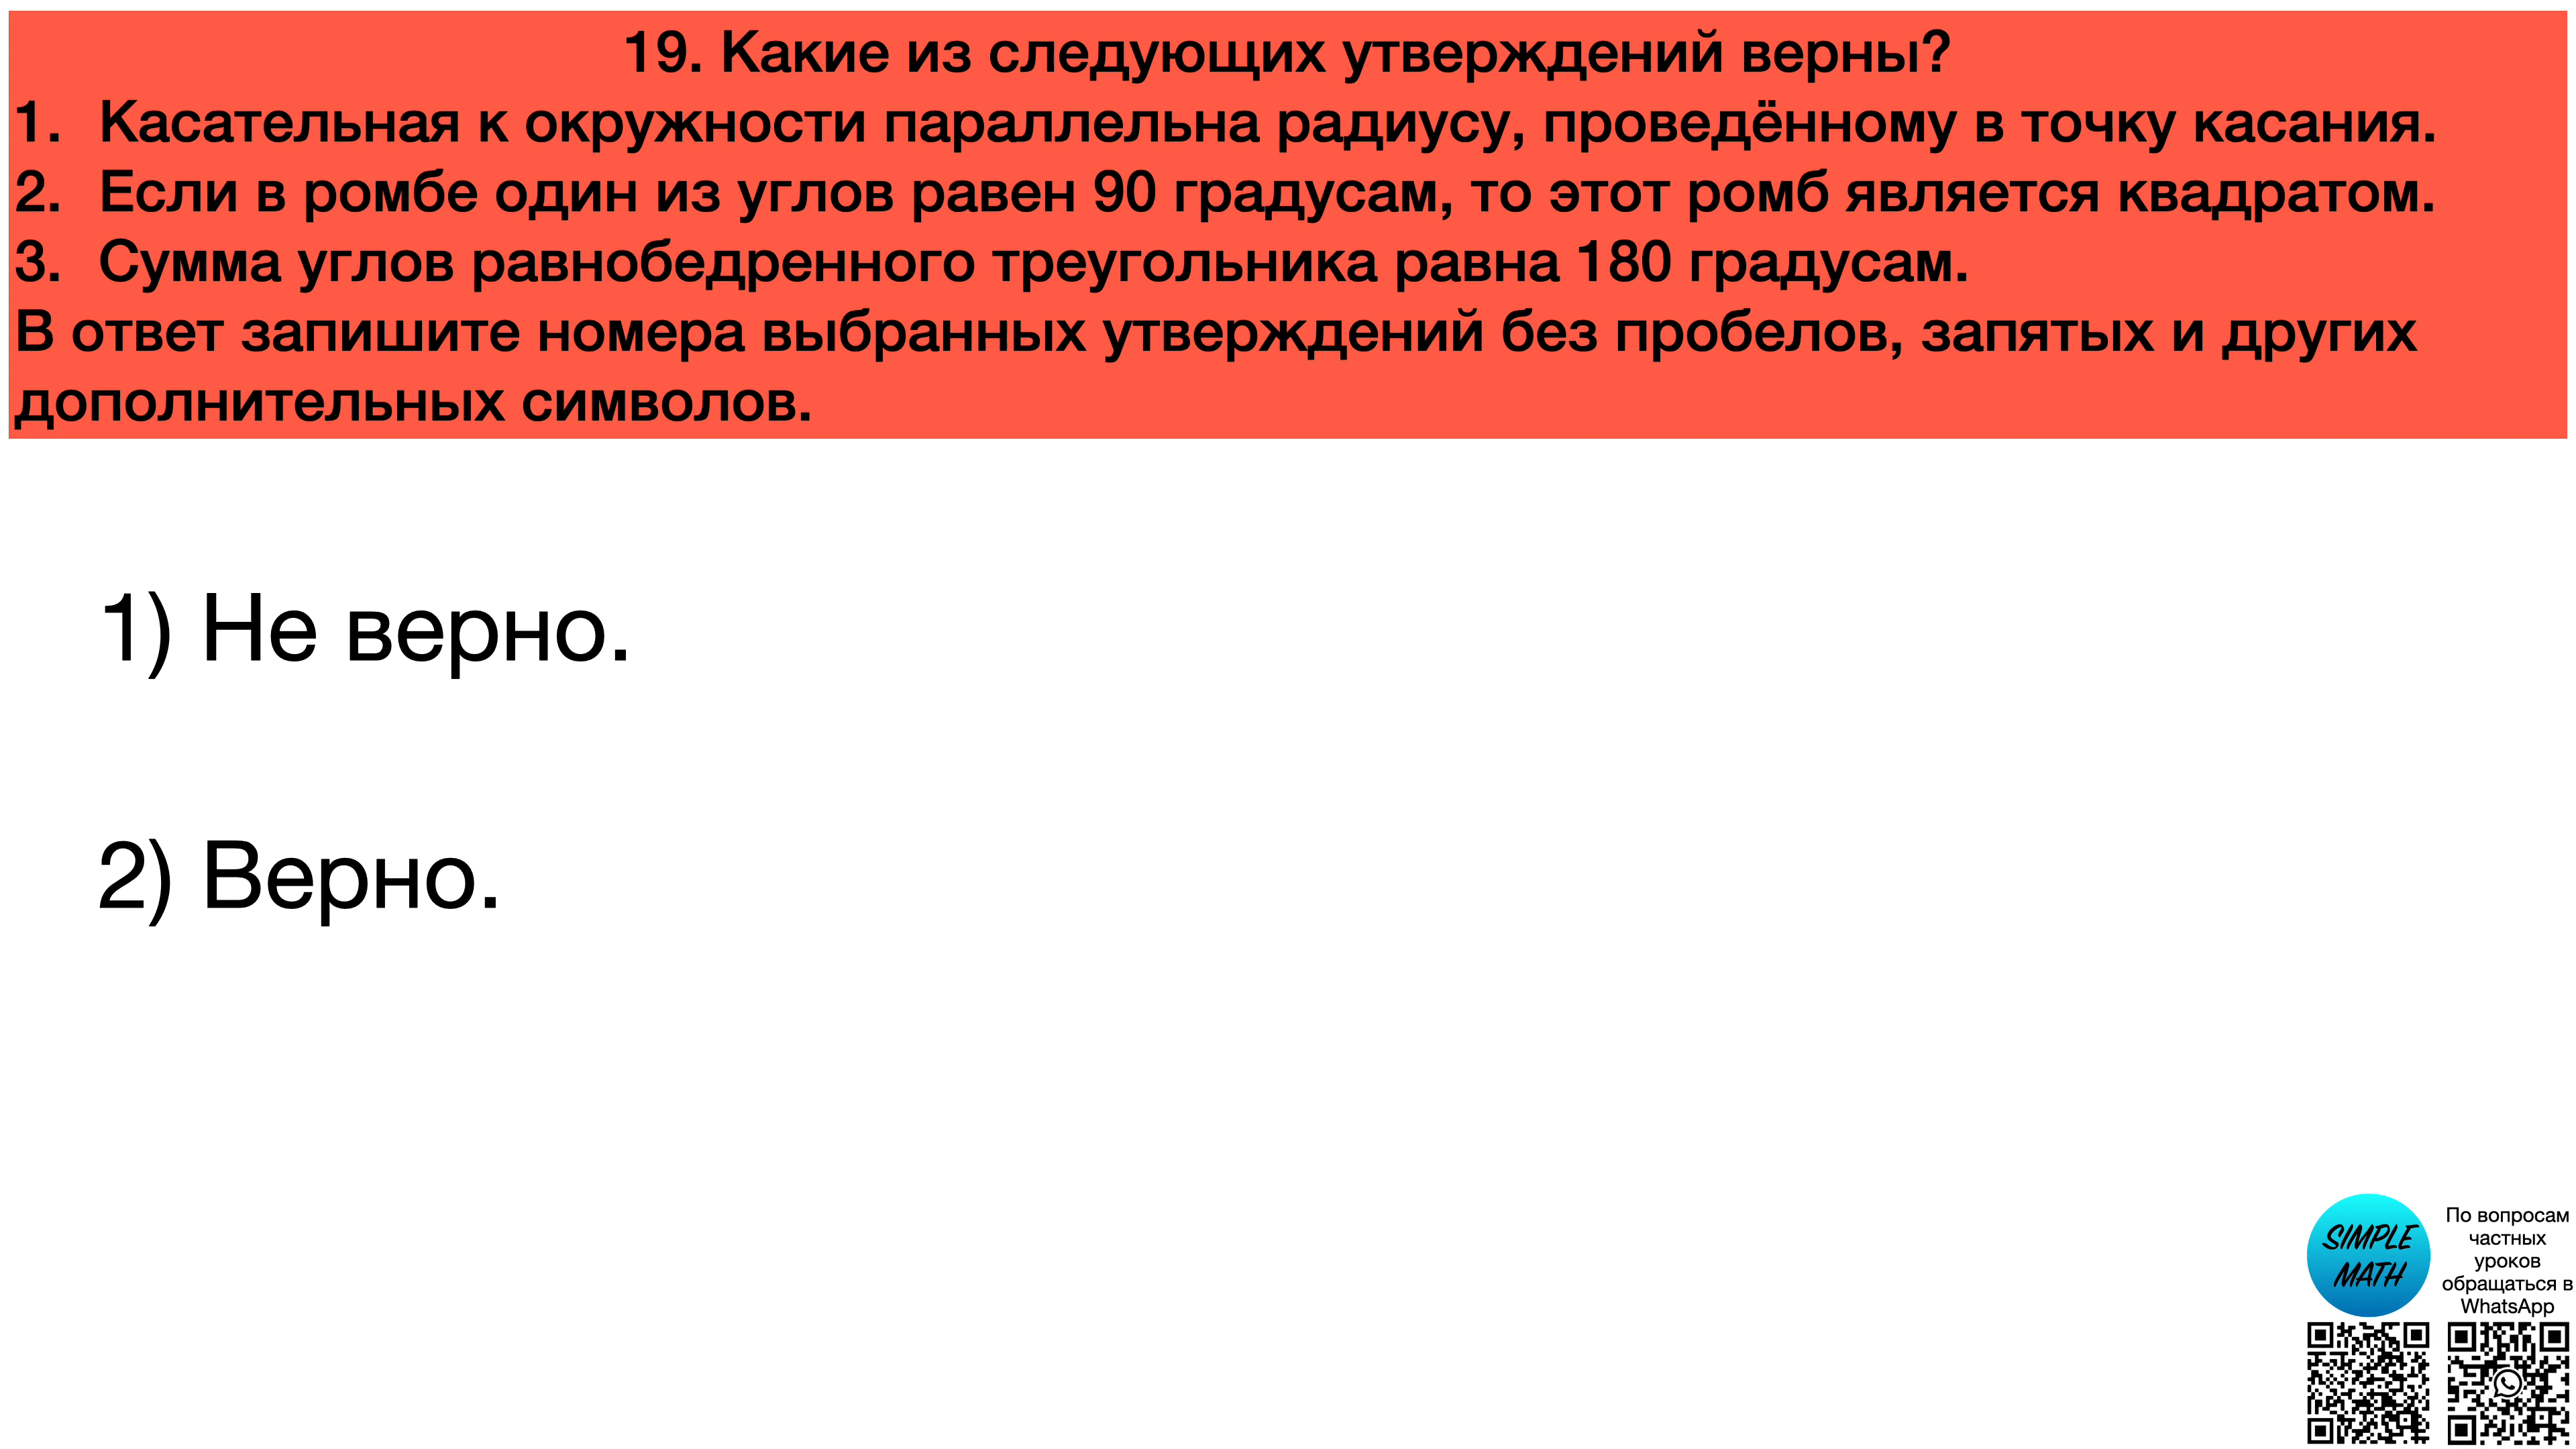 19. Какие из следующих утверждений верны?
1. Касательная к окружности параллельна радиусу, проведённому в точку касания.
2. Если в ромбе один из углов равен 90 градусам, то этот ромб является квадратом.
3. Сумма углов равнобедренного треугольника равна 180 градусам.
В ответ запишите номера выбранных утверждений без пробелов, запятых и других
дополнительных символов.
1) Не верно.
2) Верно.
SIMPLE
MATH
По вопросам
частных
уроков
обращаться в
WhatsApp